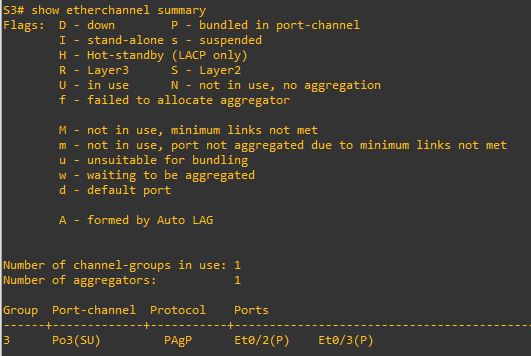 S3# show etherchannel summary
Flags:  D - down        P - bundled in port-channel
        I - stand-alone s - suspended
        H - Hot-standby (LACP only)
        R - Layer3      S - Layer2
        U - in use      N - not in use, no aggregation
        f - failed to allocate aggregator

        M - not in use, minimum links not met
        m - not in use, port not aggregated due to minimum links not met
        u - unsuitable for bundling
        w - waiting to be aggregated
        d - default port

        A - formed by Auto LAG


Number of channel-groups in use: 1
Number of aggregators:           1

Group  Port-channel  Protocol    Ports
------+-------------+-----------+-----------------------------------------------
3      Po3(SU)         PAgP      Et0/2(P)    Et0/3(P)